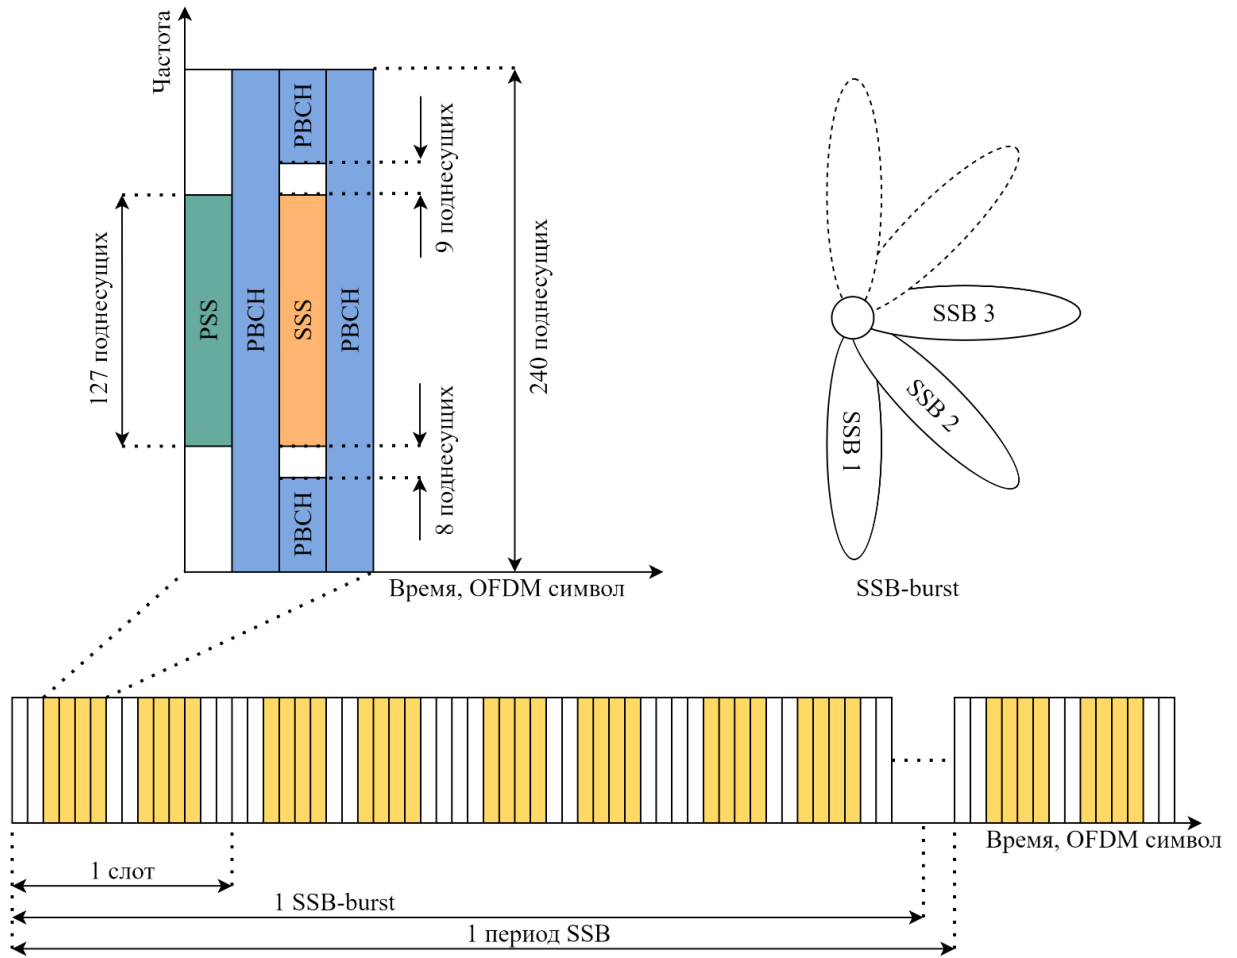 Частота
PBCH
9 поднесущих
127 поднесущих
PSS
PBCH
SSS
PBCH
240 поднесущих
8 поднесущих
PBCH
Время, OFDM символ
SSB 3
SSB 2
SSB 1
SSB-burst
Время, OFDM символ
1 слот
1 SSB-burst
1 период SSB